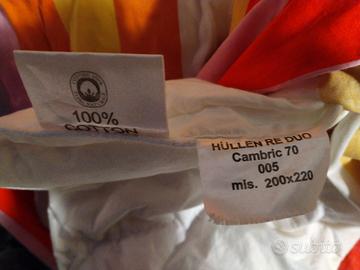 100%
COTTON
HÜLLEN RE DUO
Cambric 70
005
mis. 200x220
subito